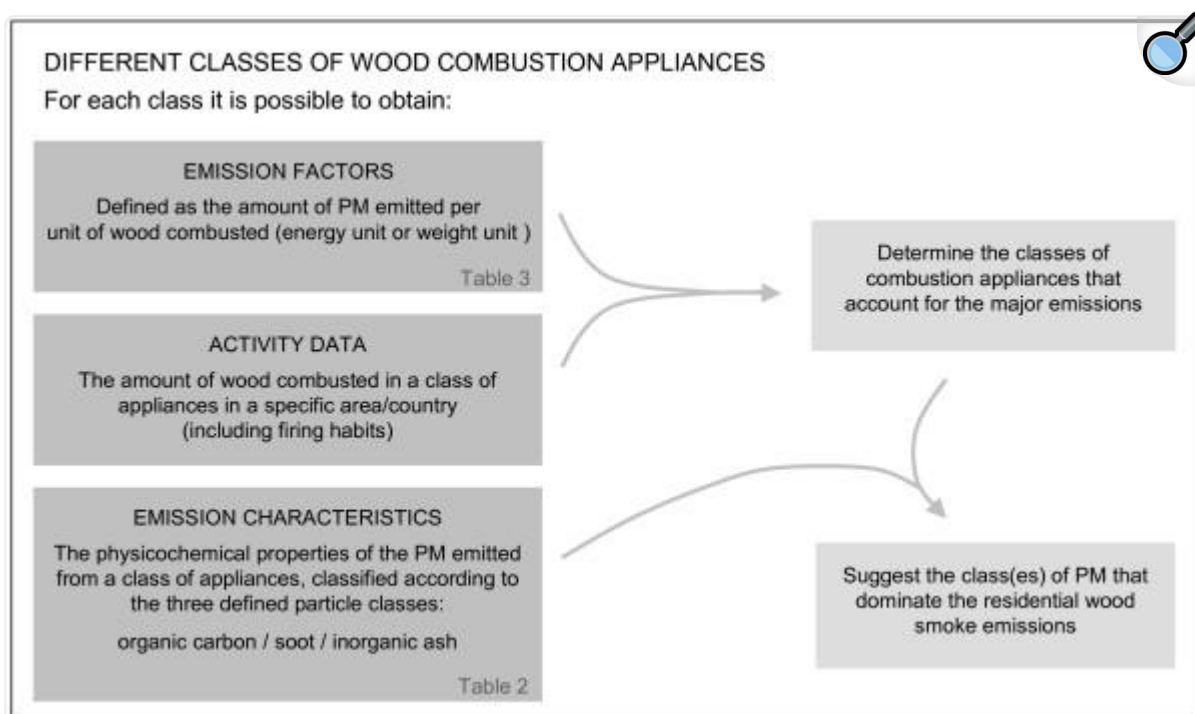 DIFFERENT CLASSES OF WOOD COMBUSTION APPLIANCES
For each class it is possible to obtain:
EMISSION FACTORS
Defined as the amount of PM emitted per
unit of wood combusted (energy unit or weight unit )
Table 3
ACTIVITY DATA
The amount of wood combusted in a class of
appliances in a specific area/country
(including firing habits)
EMISSION CHARACTERISTICS
The physicochemical properties of the PM emitted
from a class of appliances, classified according to
the three defined particle classes:
organic carbon / soot / inorganic ash
Table 2
Determine the classes of
combustion appliances that
account for the major emissions
Suggest the class(es) of PM that
dominate the residential wood
smoke emissions